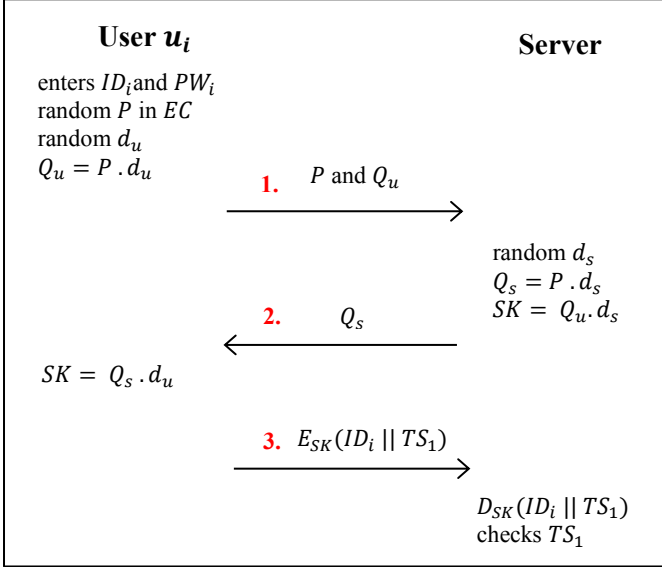 User u_i
Server
enters ID_i and PW_i
random P in EC
random d_u
Q_u = P . d_u
1. P and Q_u
random d_s
Q_s = P . d_s
SK = Q_u. d_s
2. Q_s
SK = Q_s . d_u
3. E_SK(ID_i || TS_1)
D_SK(ID_i || TS_1)
checks TS_1